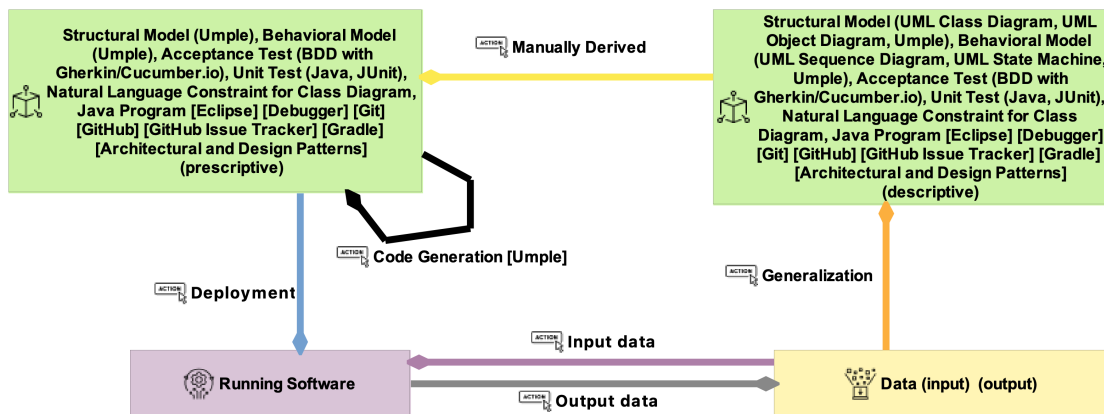 Structural Model (Umple), Behavioral Model
(Umple), Acceptance Test (BDD with
Gherkin/Cucumber.io), Unit Test (Java, JUnit),
Natural Language Constraint for Class Diagram,
Java Program [Eclipse] [Debugger] [Git]
[GitHub] [GitHub Issue Tracker] [Gradle]
[Architectural and Design Patterns]
(prescriptive)
ACTION Manually Derived
Structural Model (UML Class Diagram, UML
Object Diagram, Umple), Behavioral Model
(UML Sequence Diagram, UML State Machine,
Umple), Acceptance Test (BDD with
Gherkin/Cucumber.io), Unit Test (Java, JUnit),
Natural Language Constraint for Class
Diagram, Java Program [Eclipse] [Debugger]
[Git] [GitHub] [GitHub Issue Tracker] [Gradle]
[Architectural and Design Patterns]
(descriptive)
ACTION Code Generation [Umple]
ACTION Generalization
ACTION Deployment
ACTION Input data
Running Software
Data (input) (output)
ACTION Output data